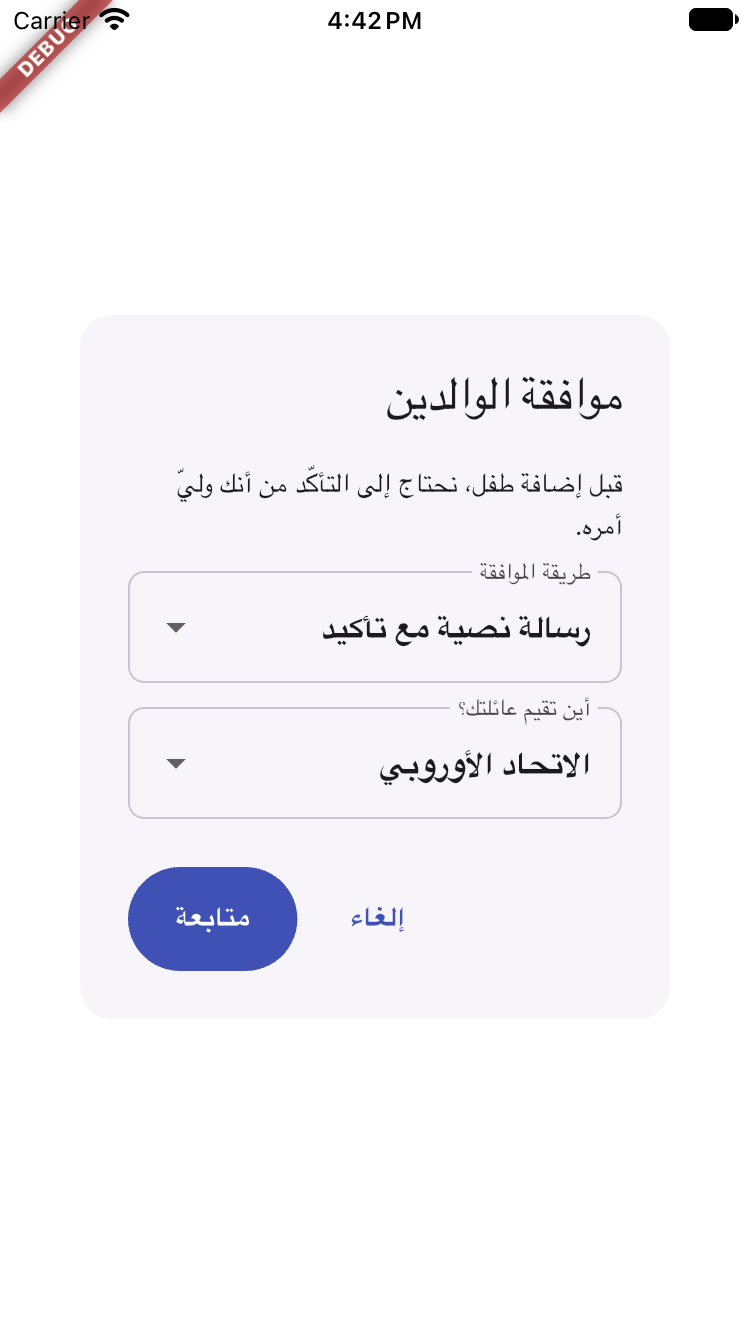 Carrier
4:42 PM
DEBUG
موافقة الوالدين
قبل إضافة طفل، نحتاج إلى التأكّد من أنك وليّ
أمره.
طريقة الموافقة
رسالة نصية مع تأكيد
أين تقيم عائلتك؟
الاتحاد الأوروبي
إلغاء
متابعة